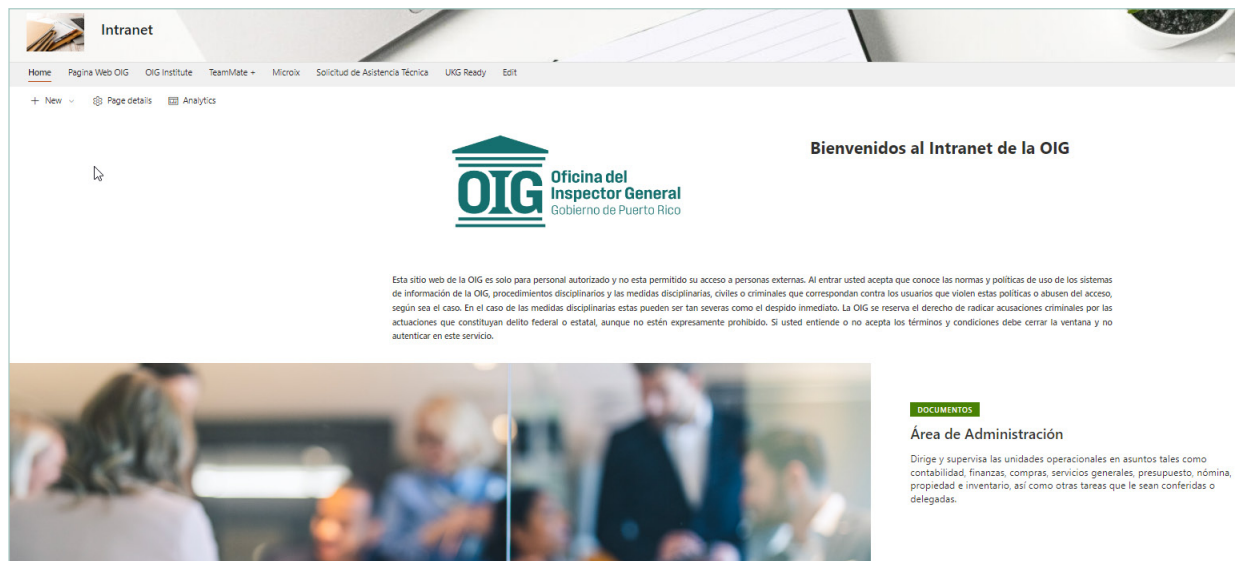 Intranet
Home Pagina Web OIG OIG Institute TeamMate + Microix Solicitud de Asistencia Técnica UKG Ready Edit
+ New Page details Analytics
OIG
Oficina del
Inspector General
Gobierno de Puerto Rico
Bienvenidos al Intranet de la OIG
Esta sitio web de la OIG es solo para personal autorizado y no esta permitido su acceso a personas externas. Al entrar usted acepta que conoce las normas y políticas de uso de los sistemas
de información de la OIG, procedimientos disciplinarios y las medidas disciplinarias, civiles o criminales que correspondan contra los usuarios que violen estas políticas o abusen del acceso,
según sea el caso. En el caso de las medidas disciplinarias estas pueden ser tan severas como el despido inmediato. La OIG se reserva el derecho de radicar acusaciones criminales por las
actuaciones que constituyan delito federal o estatal, aunque no estén expresamente prohibido. Si usted entiende o no acepta los términos y condiciones debe cerrar la ventana y no
autenticar en este servicio.
DOCUMENTOS
Área de Administración
Dirige y supervisa las unidades operacionales en asuntos tales como
contabilidad, finanzas, compras, servicios generales, presupuesto, nómina,
propiedad e inventario, así como otras tareas que le sean conferidas o
delegadas.